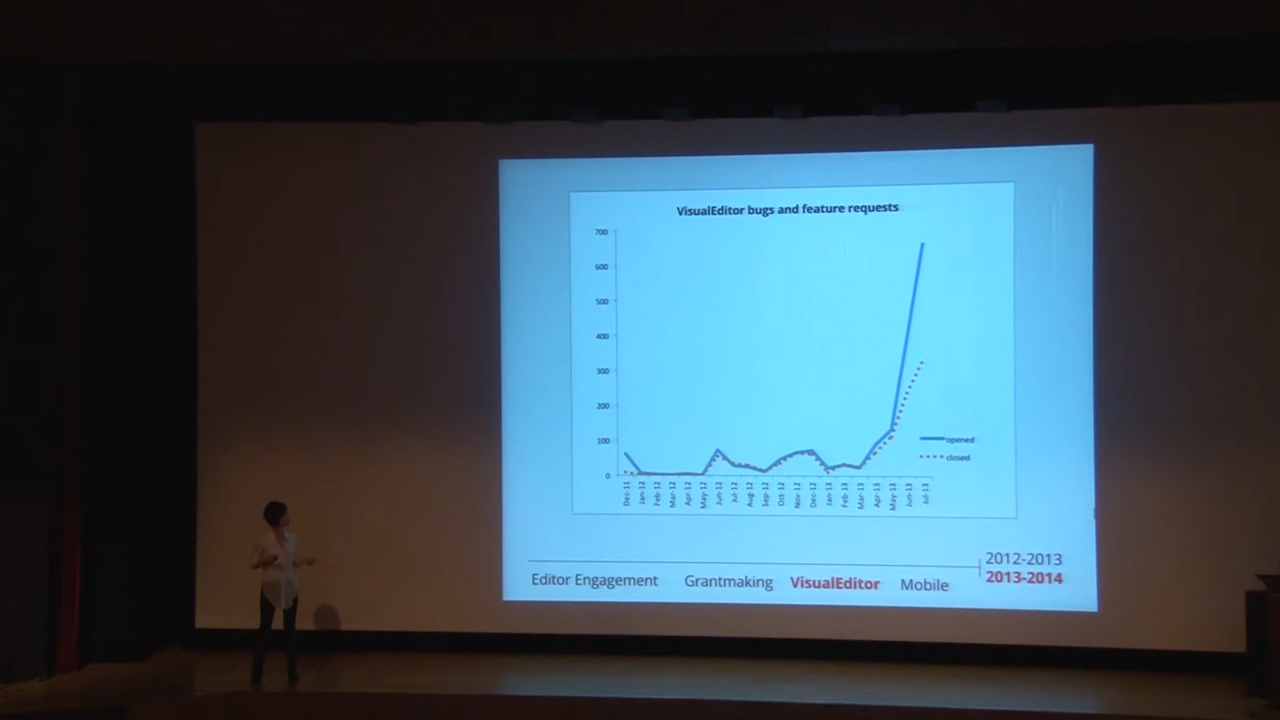 VisualEditor bugs and feature requests
700
600
500
400
300
200
100
0
Dec-11
Jan-12
Feb-12
Mar-12
Apr-12
May-12
Jun-12
Jul-12
Aug-12
Sep-12
Oct-12
Nov-12
Dec-12
Jan-13
Feb-13
Mar-13
Apr-13
May-13
Jun-13
Jul-13
opened
closed
2012-2013
Editor Engagement Grantmaking VisualEditor Mobile 2013-2014